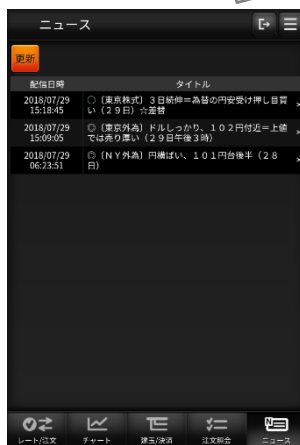 ニュース
更新
配信日時 タイトル
2018/07/29 ○〔東京株式〕３日続伸＝為替の円安受け押し目買
15:18:45 い（２９日）☆差替
2018/07/29 ◎〔東京外為〕ドルしっかり、１０２円付近＝上値
15:09:05 では売り厚い（２９日午後３時）
2018/07/29 ◎〔ＮＹ外為〕円横ばい、１０１円台後半（２８
06:23:51 日）
レート/注文 チャート 建玉/決済 注文照会 ニュース